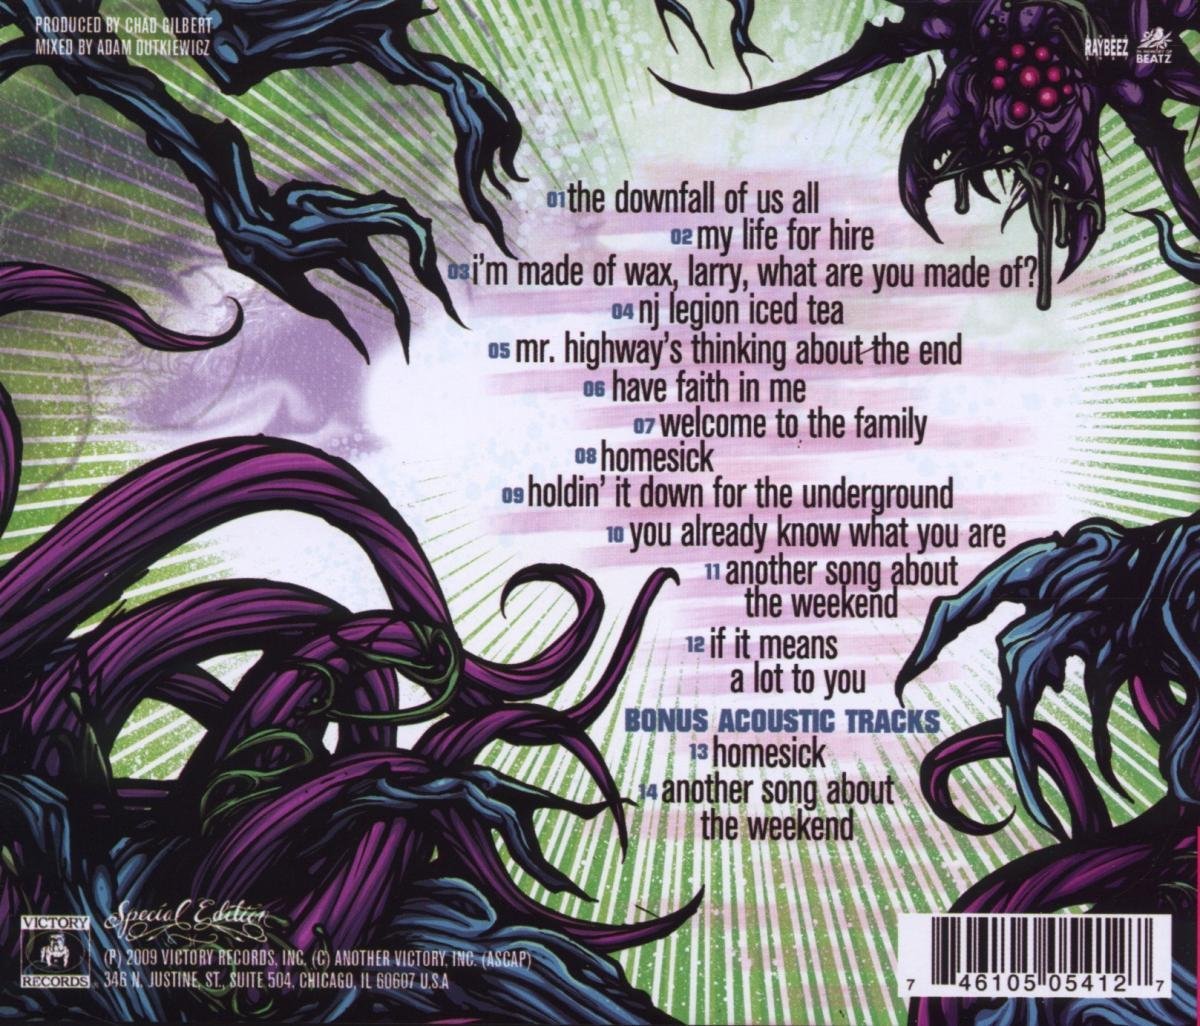 PRODUCED BY CHAD GILBERT
MIXED BY ADAM DUTKIEWICZ
RAYBEEZ
IN MEMORY OF
BEATZ
01 the downfall of us all
02 my life for hire
03 i'm made of wax, larry, what are you made of?
04 nj legion iced tea
05 mr. highway's thinking about the end
06 have faith in me
07 welcome to the family
08 homesick
09 holdin' it down for the underground
10 you already know what you are
11 another song about
the weekend
12 if it means
a lot to you
BONUS ACOUSTIC TRACKS
13 homesick
14 another song about
the weekend
VICTORY
RECORDS
Special Edition
(P) 2009 VICTORY RECORDS, INC. (C) ANOTHER VICTORY, INC. (ASCAP)
346 N. JUSTINE, ST., SUITE 504, CHICAGO, IL 60607 U.S.A
7 46105 05412 7